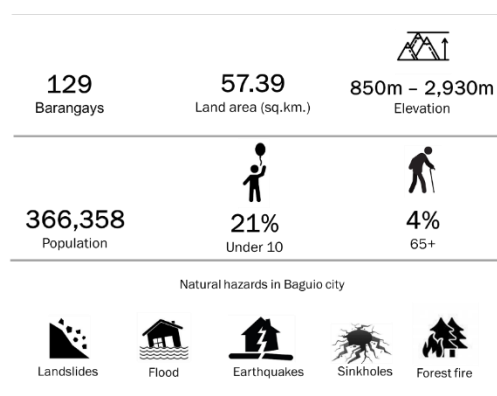 129
Barangays
57.39
Land area (sq.km.)
850m – 2,930m
Elevation
366,358
Population
21%
Under 10
4%
65+
Natural hazards in Baguio city
Landslides
Flood
Earthquakes
Sinkholes
Forest fire